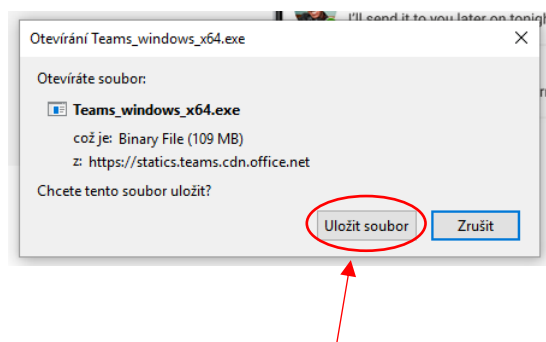 I'll send it to you later on tonigh
Otevírání Teams_windows_x64.exe
Otevíráte soubor:
Teams_windows_x64.exe
což je: Binary File (109 MB)
z: https://statics.teams.cdn.office.net
Chcete tento soubor uložit?
Uložit soubor Zrušit